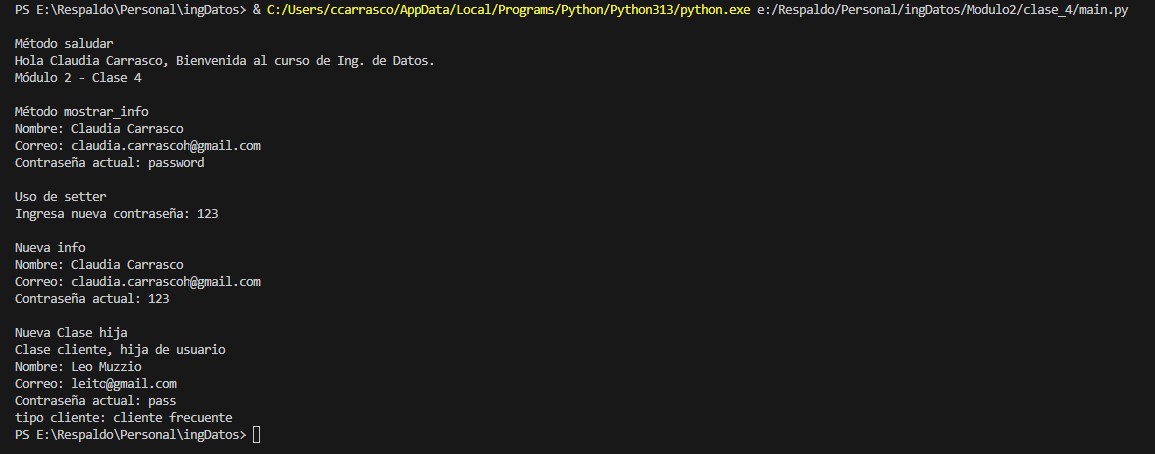 PS E:\Respaldo\Personal\ingDatos> & C:/Users/ccarrasco/AppData/Local/Programs/Python/Python313/python.exe e:/Respaldo/Personal/ingDatos/Modulo2/clase_4/main.py
Método saludar
Hola Claudia Carrasco, Bienvenida al curso de Ing. de Datos.
Módulo 2 - Clase 4
Método mostrar_info
Nombre: Claudia Carrasco
Correo: claudia.carrascoh@gmail.com
Contraseña actual: password
Uso de setter
Ingresa nueva contraseña: 123
Nueva info
Nombre: Claudia Carrasco
Correo: claudia.carrascoh@gmail.com
Contraseña actual: 123
Nueva Clase hija
Clase cliente, hija de usuario
Nombre: Leo Muzzio
Correo: leito@gmail.com
Contraseña actual: pass
tipo cliente: cliente frecuente
PS E:\Respaldo\Personal\ingDatos>